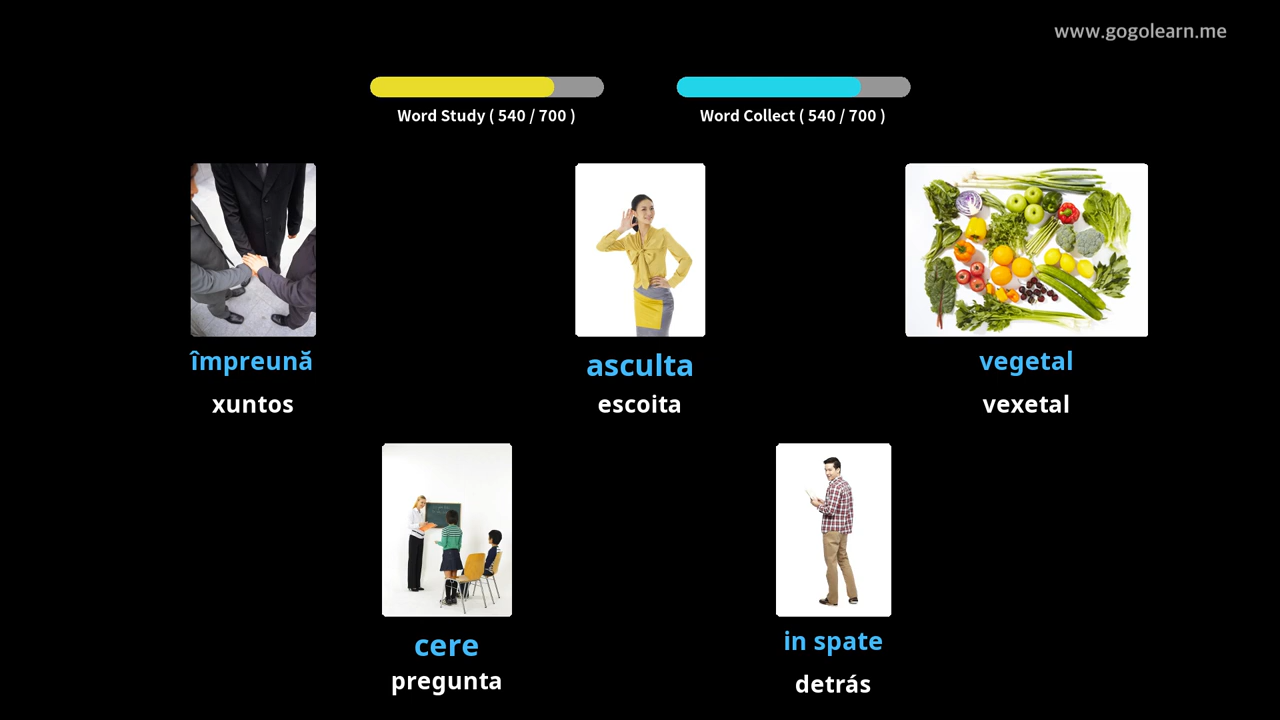 www.gogolearn.me
Word Study ( 540 / 700 )
Word Collect ( 540 / 700 )
împreună
xuntos
asculta
escoita
vegetal
vexetal
cere
pregunta
in spate
detrás